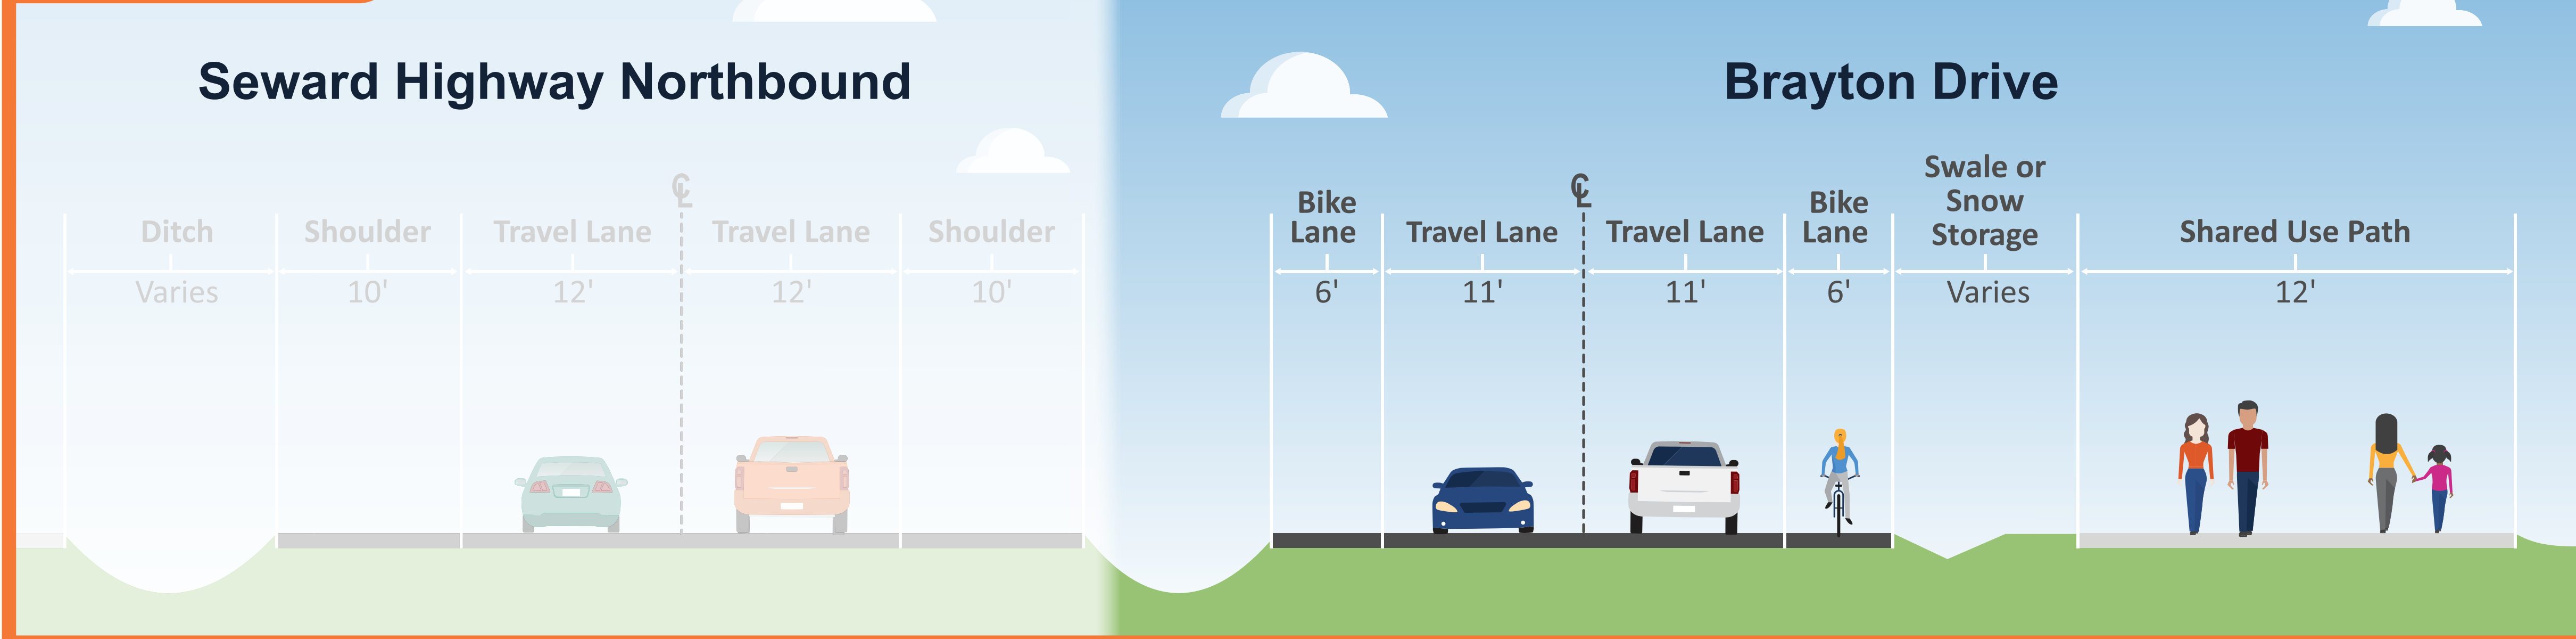 Seward Highway Northbound
Brayton Drive
℄
Ditch
Shoulder
Travel Lane
Travel Lane
Shoulder
Varies
10'
12'
12'
10'
℄
Bike
Lane
Travel Lane
Travel Lane
Bike
Lane
Swale or
Snow
Storage
Shared Use Path
6'
11'
11'
6'
Varies
12'